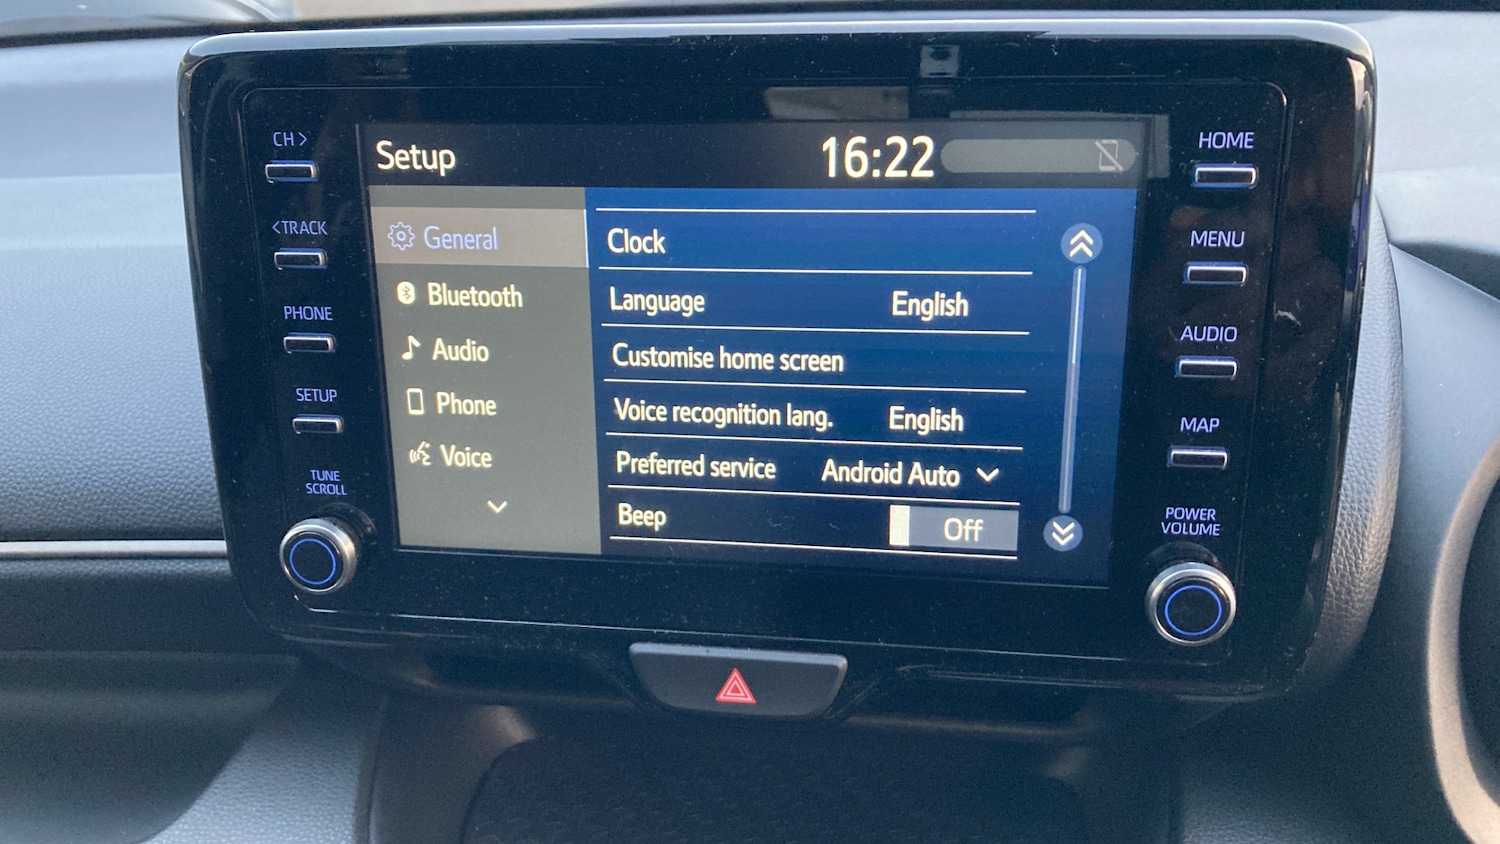 CH >
< TRACK
PHONE
SETUP
TUNE
SCROLL
Setup
16:22
General
Bluetooth
Audio
Phone
Voice
Clock
Language English
Customise home screen
Voice recognition lang. English
Preferred service Android Auto
Beep Off
HOME
MENU
AUDIO
MAP
POWER
VOLUME